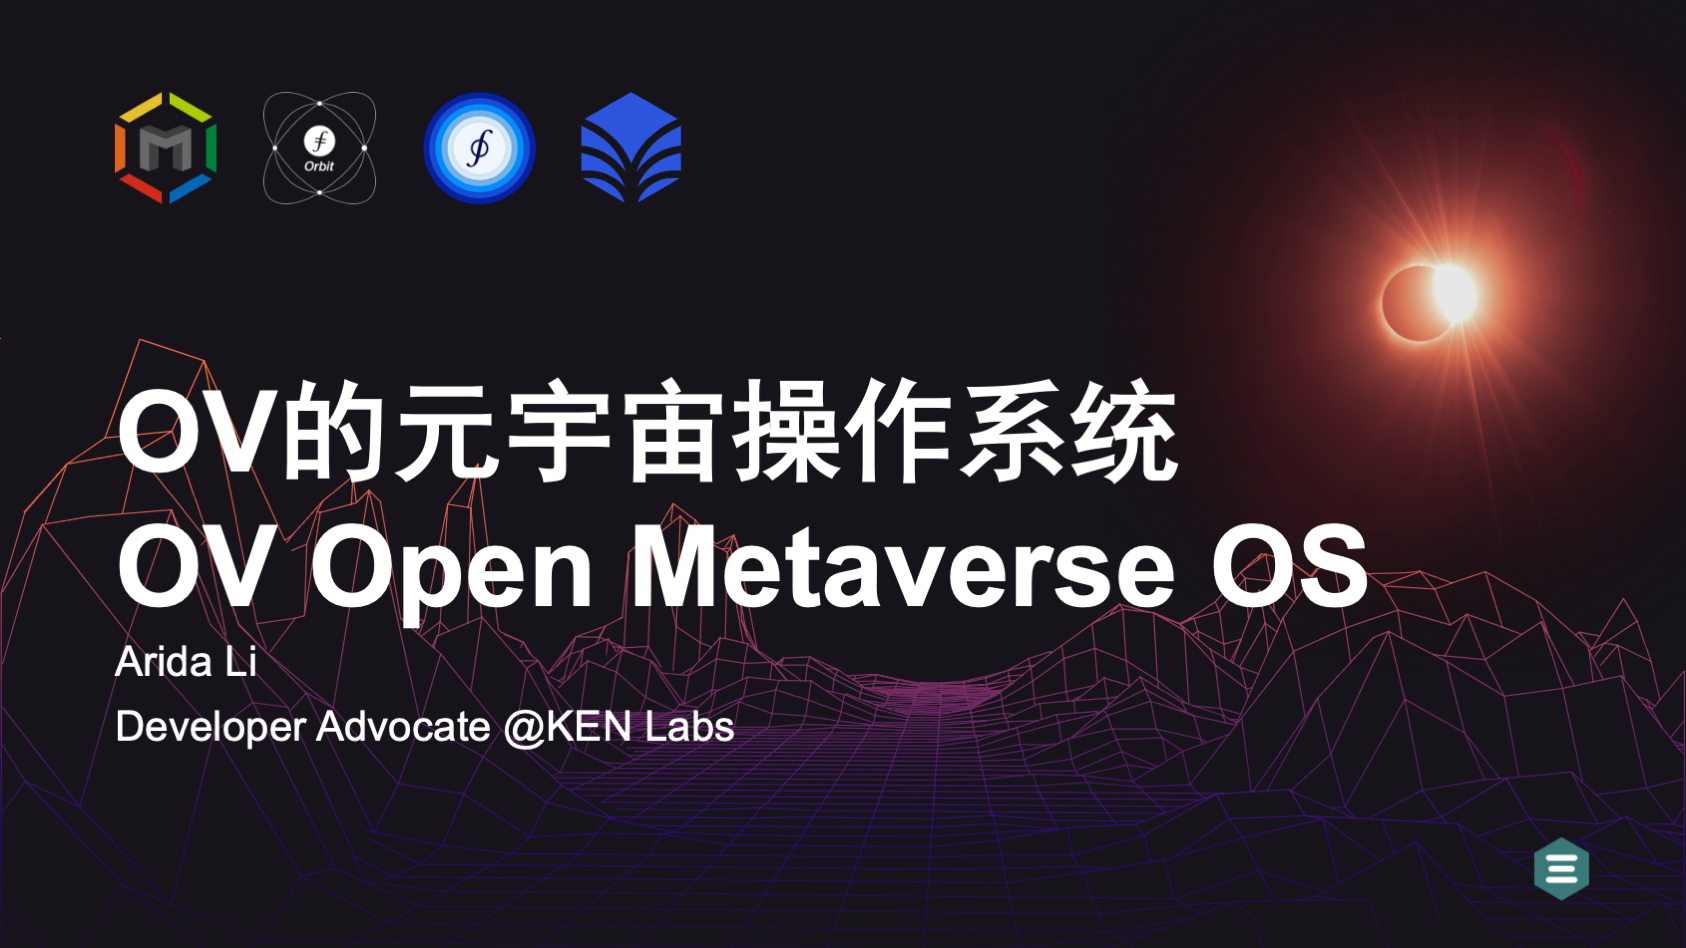 Orbit
OV的元宇宙操作系统
OV Open Metaverse OS
Arida Li
Developer Advocate @KEN Labs